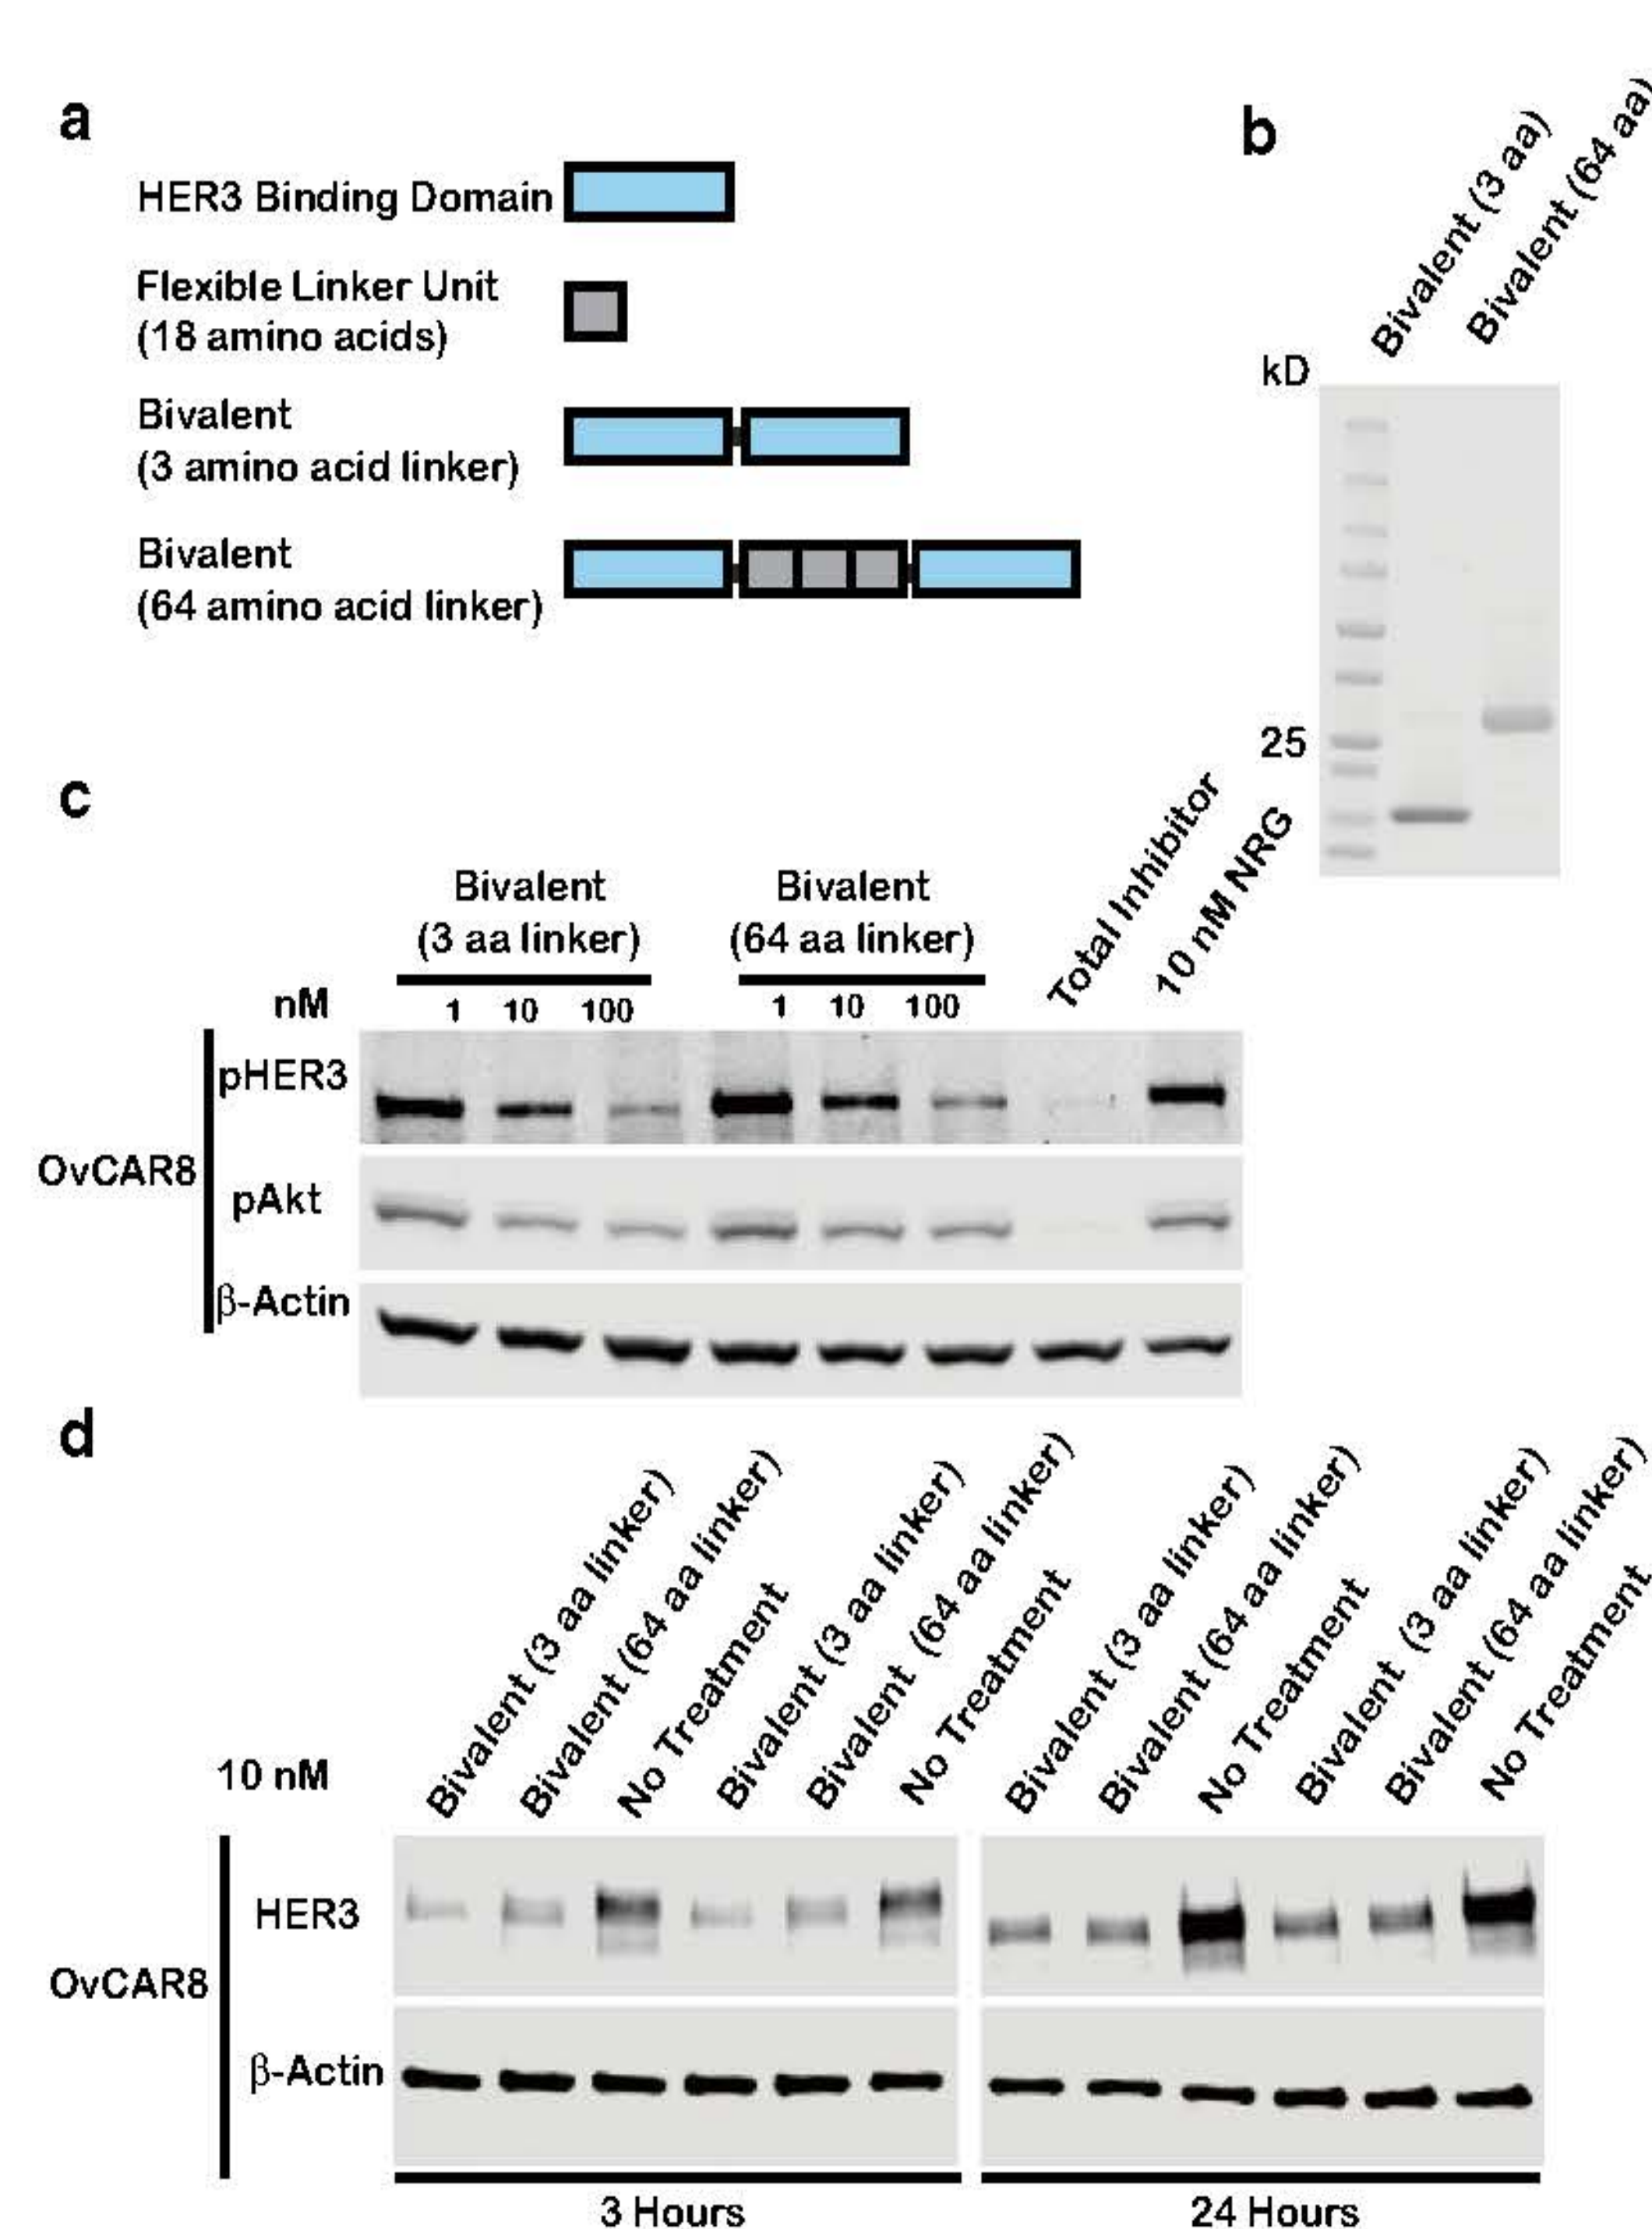 a
HER3 Binding Domain
Flexible Linker Unit
(18 amino acids)
Bivalent
(3 amino acid linker)
Bivalent
(64 amino acid linker)
b
Bivalent (3 aa)
Bivalent (64 aa)
kD
25
c
Bivalent
(3 aa linker)
Bivalent
(64 aa linker)
Total Inhibitor
10 nM NRG
nM
1 10 100
1 10 100
pHER3
OvCAR8
pAkt
β-Actin
d
Bivalent (3 aa linker)
Bivalent (64 aa linker)
No Treatment
Bivalent (3 aa linker)
Bivalent (64 aa linker)
No Treatment
Bivalent (3 aa linker)
Bivalent (64 aa linker)
No Treatment
Bivalent (3 aa linker)
Bivalent (64 aa linker)
No Treatment
10 nM
HER3
OvCAR8
β-Actin
3 Hours
24 Hours